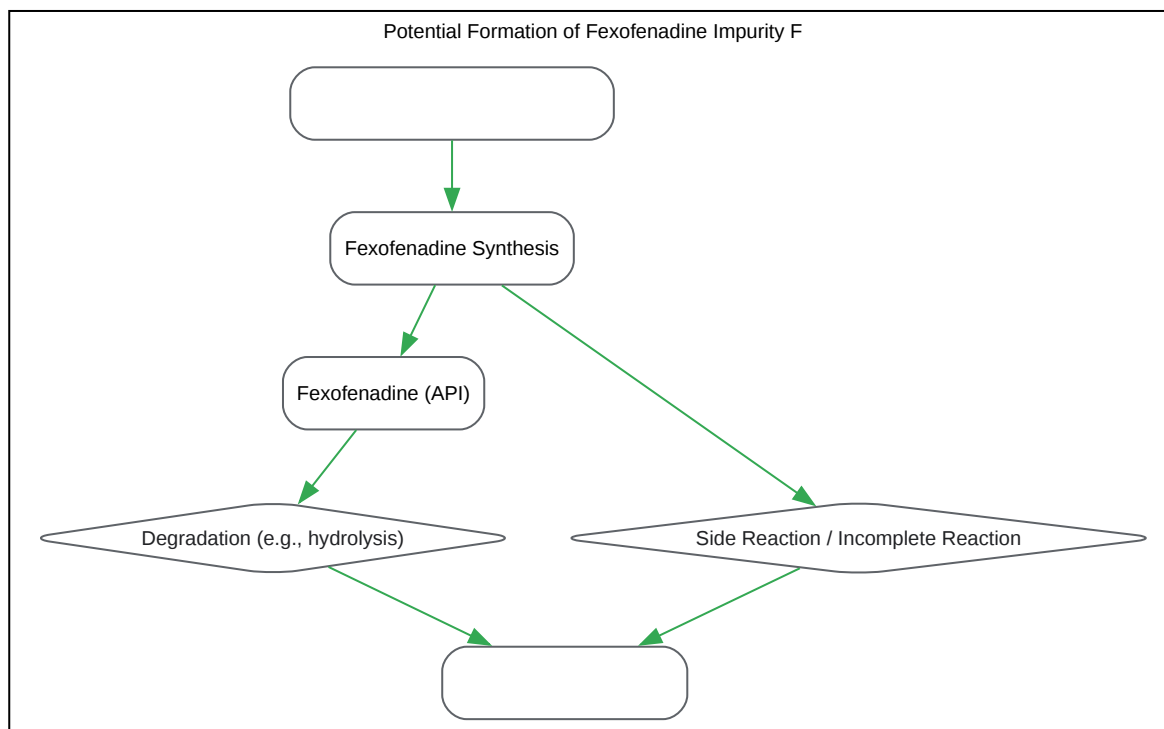 Potential Formation of Fexofenadine Impurity F
Fexofenadine Synthesis
Fexofenadine (API)
Degradation (e.g., hydrolysis)
Side Reaction / Incomplete Reaction